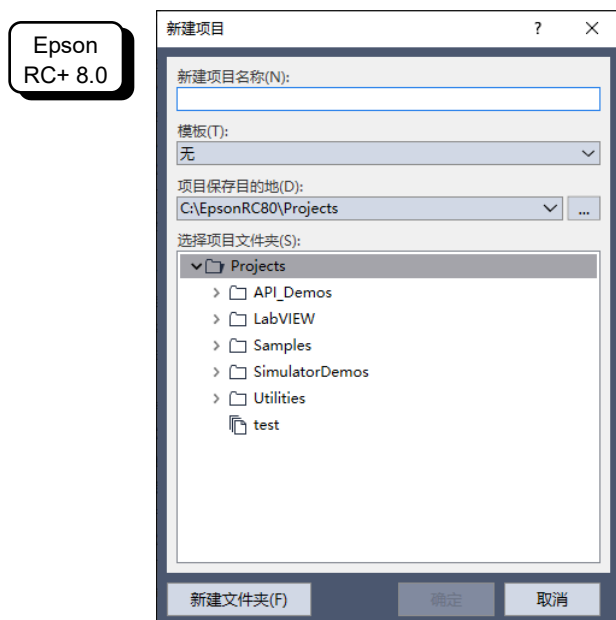 Epson
RC+ 8.0
新建项目
?
新建项目名称(N):
模板(T):
无
项目保存目的地(D):
C:\EpsonRC80\Projects
...
选择项目文件夹(S):
Projects
API_Demos
LabVIEW
Samples
SimulatorDemos
Utilities
test
新建文件夹(F)
确定
取消